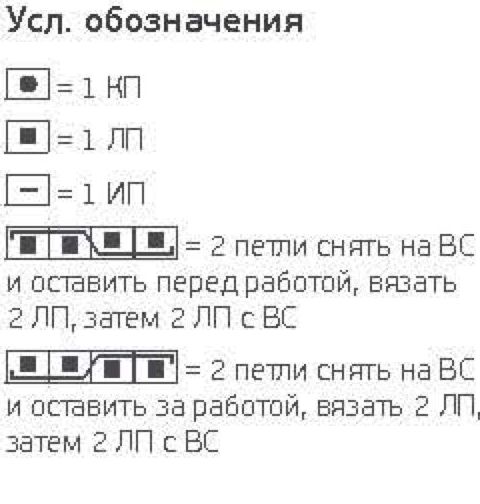 Усл. обозначения
= 1 КП
= 1 ЛП
= 1 ИП
= 2 петли снять на ВС
и оставить перед работой, вязать
2 ЛП, затем 2 ЛП с ВС
= 2 петли снять на ВС
и оставить за работой, вязать 2 ЛП,
затем 2 ЛП с ВС